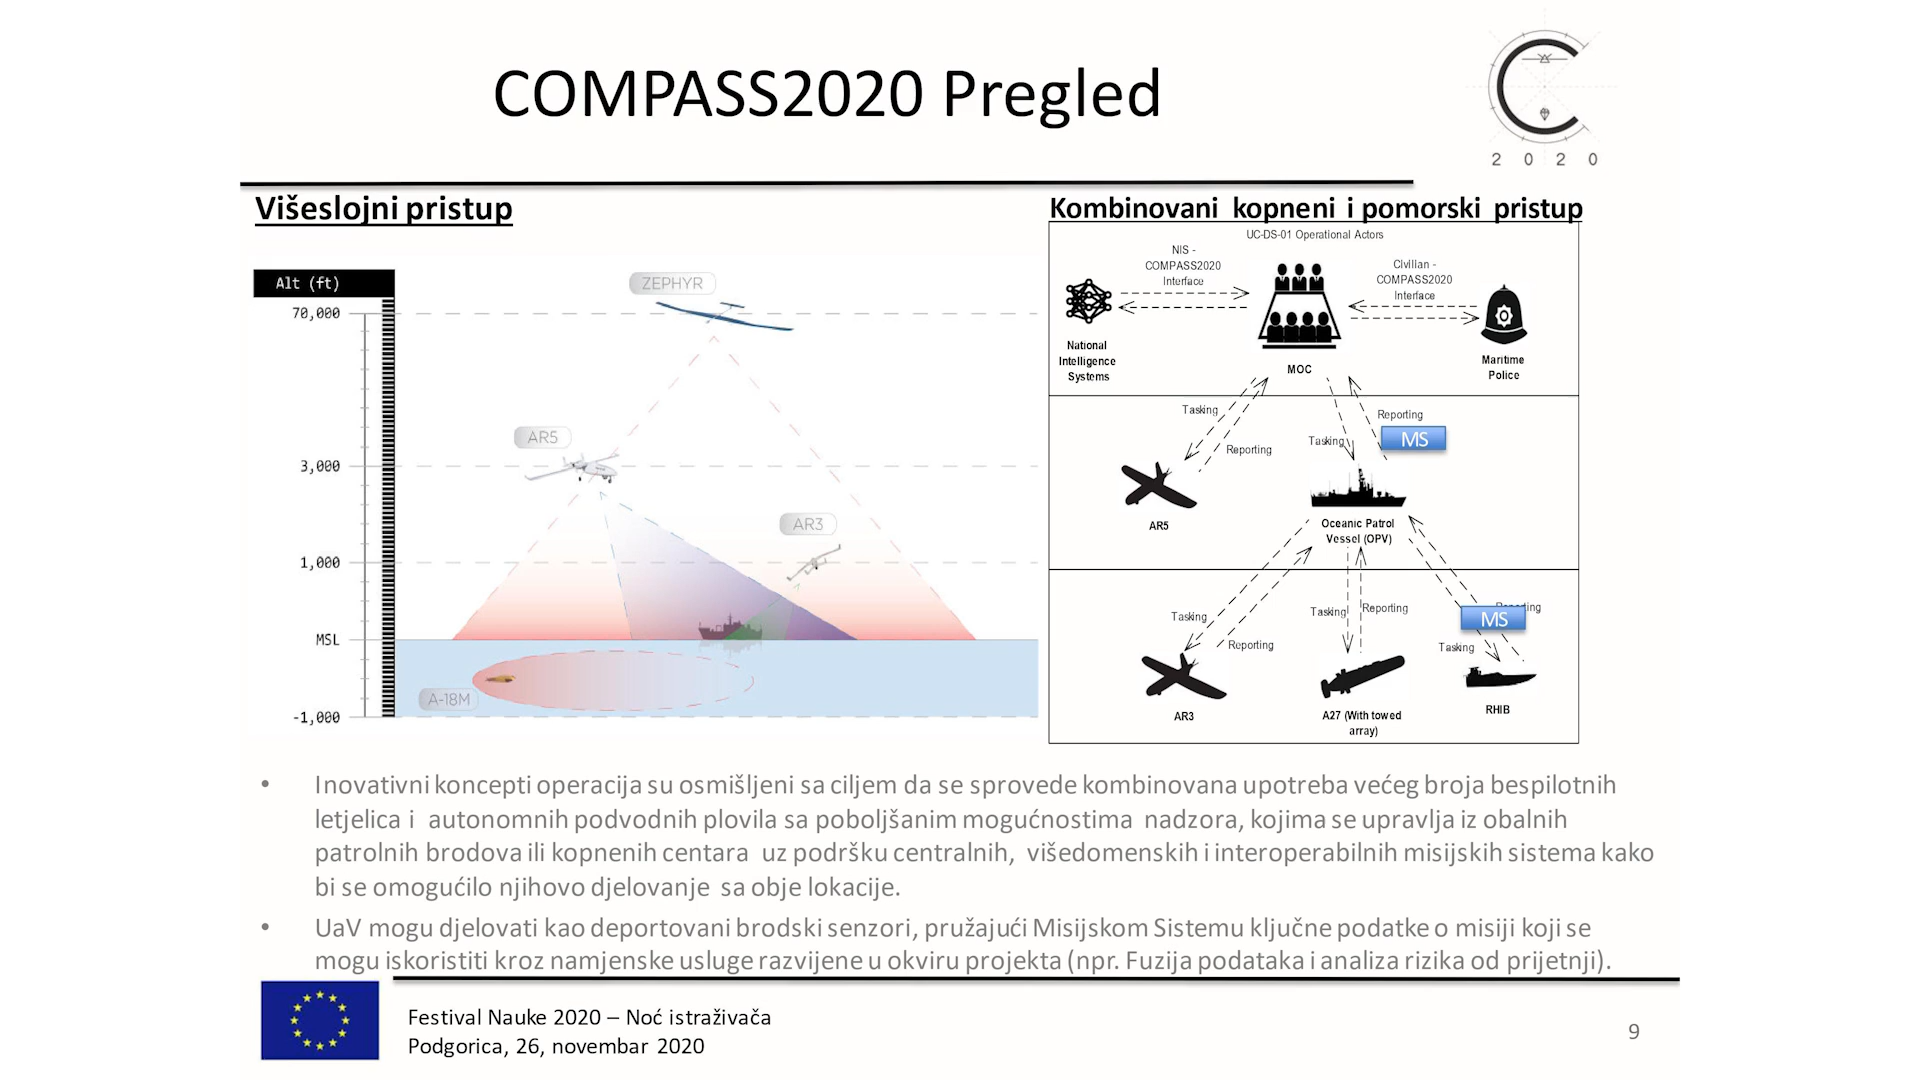 COMPASS2020 Pregled
2 0 2 0
Višeslojni pristup
Alt (ft)
70,000
3,000
1,000
MSL
-1,000
ZEPHYR
AR5
AR3
A-18M
Kombinovani kopneni i pomorski pristup
UC-DS-01 Operational Actors
NIS -
COMPASS2020
Interface
Civilian -
COMPASS2020
Interface
National
Intelligence
Systems
MOC
Maritime
Police
Tasking
Reporting
Tasking
Reporting
MS
AR5
Oceanic Patrol
Vessel (OPV)
Tasking
Reporting
Tasking
Reporting
MS
Tasking
AR3
A27 (With towed
array)
RHIB
• Inovativni koncepti operacija su osmišljeni sa ciljem da se sprovede kombinovana upotreba većeg broja bespilotnih
letjelica i autonomnih podvodnih plovila sa poboljšanim mogućnostima nadzora, kojima se upravlja iz obalnih
patrolnih brodova ili kopnenih centara uz podršku centralnih, višedomenskih i interoperabilnih misijskih sistema kako
bi se omogućilo njihovo djelovanje sa obje lokacije.
• UaV mogu djelovati kao deportovani brodski senzori, pružajući Misijskom Sistemu ključne podatke o misiji koji se
mogu iskoristiti kroz namjenske usluge razvijene u okviru projekta (npr. Fuzija podataka i analiza rizika od prijetnji).
Festival Nauke 2020 – Noć istraživača
Podgorica, 26, novembar 2020
9